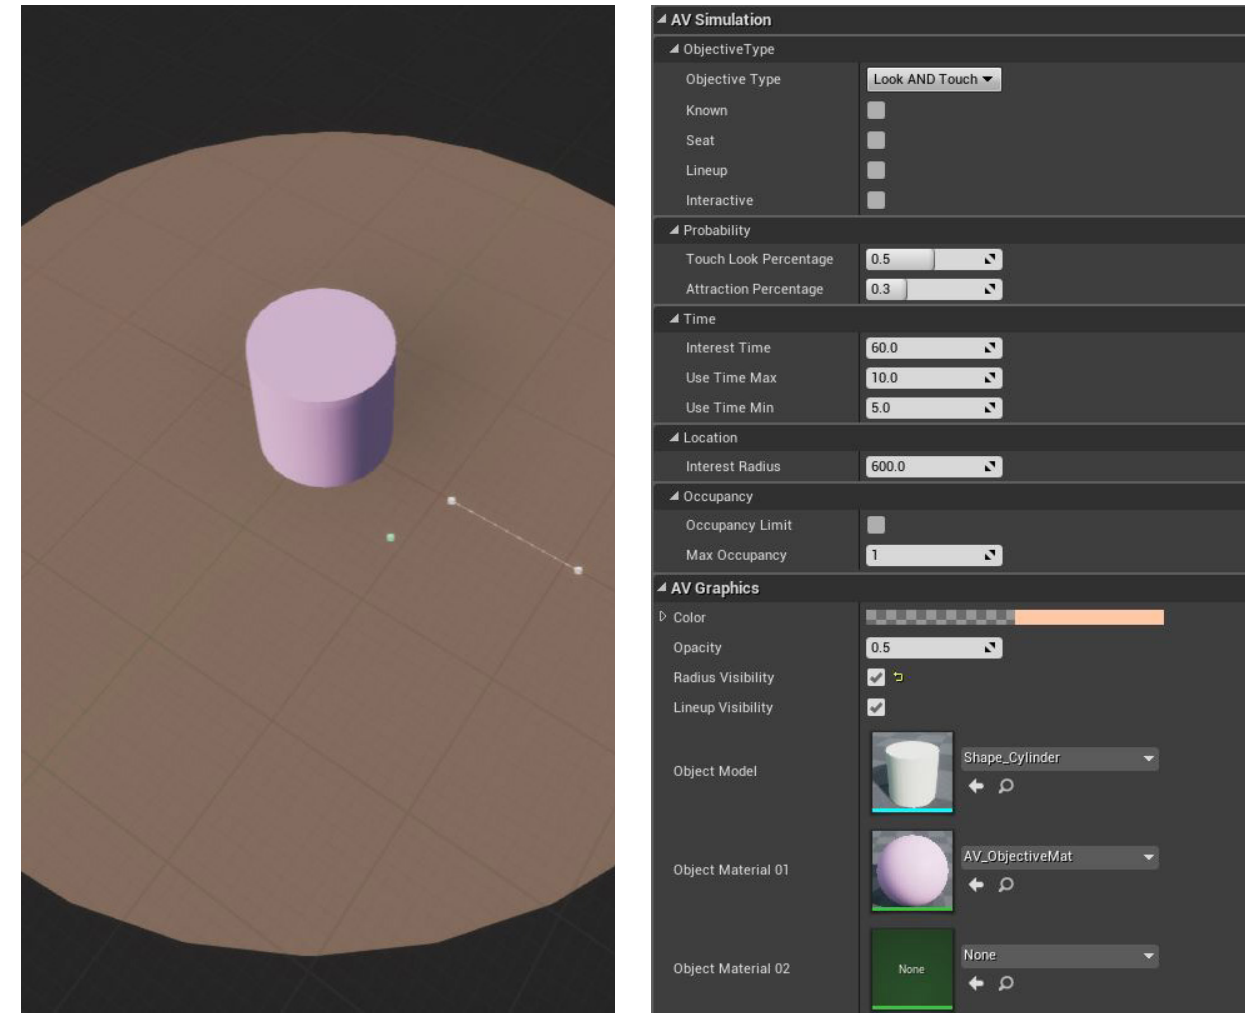 AV Simulation
ObjectiveType
Objective Type Look AND Touch
Known
Seat
Lineup
Interactive
Probability
Touch Look Percentage 0.5
Attraction Percentage 0.3
Time
Interest Time 60.0
Use Time Max 10.0
Use Time Min 5.0
Location
Interest Radius 600.0
Occupancy
Occupancy Limit
Max Occupancy 1
AV Graphics
Color
Opacity 0.5
Radius Visibility
Lineup Visibility
Object Model Shape_Cylinder
Object Material 01 AV_ObjectiveMat
Object Material 02 None None